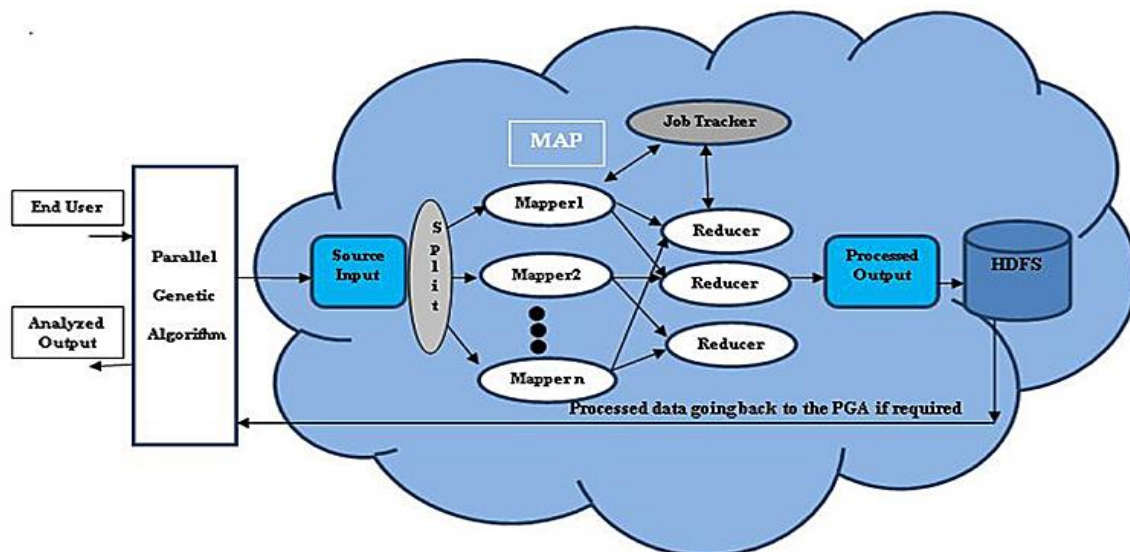 Job Tracker
MAP
End User
Parallel
Genetic
Algorithm
Analyzed
Output
Source
Input
Split
Mapper1
Mapper2
Mapper n
Reducer
Reducer
Reducer
Processed
Output
HDFS
Processed data going back to the PGA if required